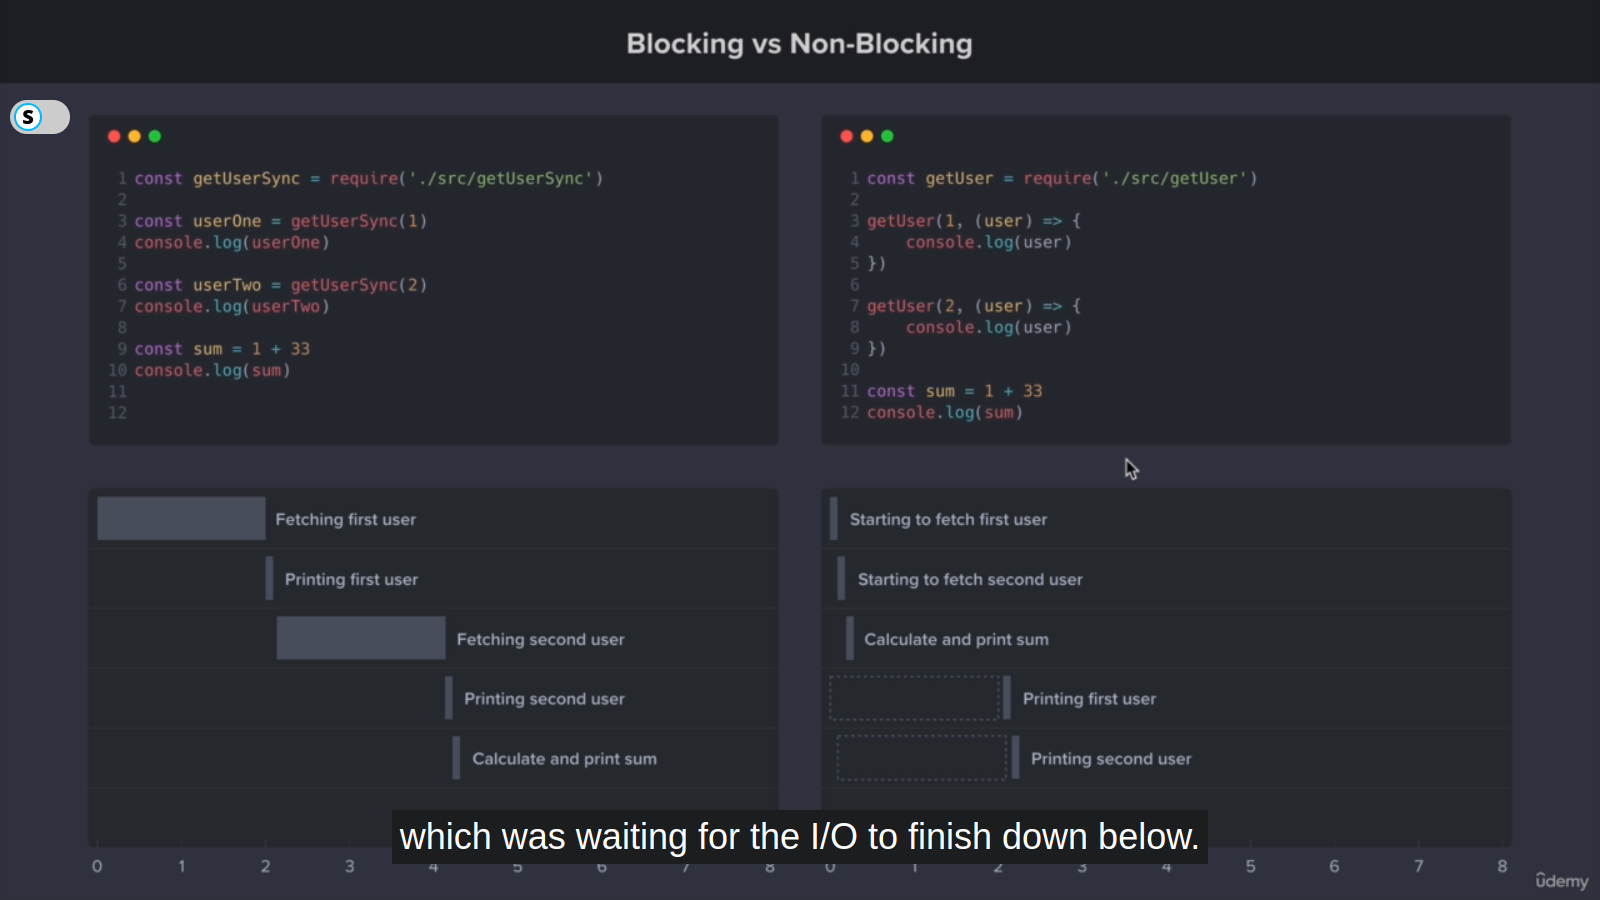 Blocking vs Non-Blocking
S
1 const getUserSync = require('./src/getUserSync')
2
3 const userOne = getUserSync(1)
4 console.log(userOne)
5
6 const userTwo = getUserSync(2)
7 console.log(userTwo)
8
9 const sum = 1 + 33
10 console.log(sum)
11
12
1 const getUser = require('./src/getUser')
2
3 getUser(1, (user) => {
4     console.log(user)
5 })
6
7 getUser(2, (user) => {
8     console.log(user)
9 })
10
11 const sum = 1 + 33
12 console.log(sum)
Fetching first user
Printing first user
Fetching second user
Printing second user
Calculate and print sum
0 1 2 3 4 5 6 7 8
Starting to fetch first user
Starting to fetch second user
Calculate and print sum
Printing first user
Printing second user
0 1 2 3 4 5 6 7 8
which was waiting for the I/O to finish down below.
ûdemy